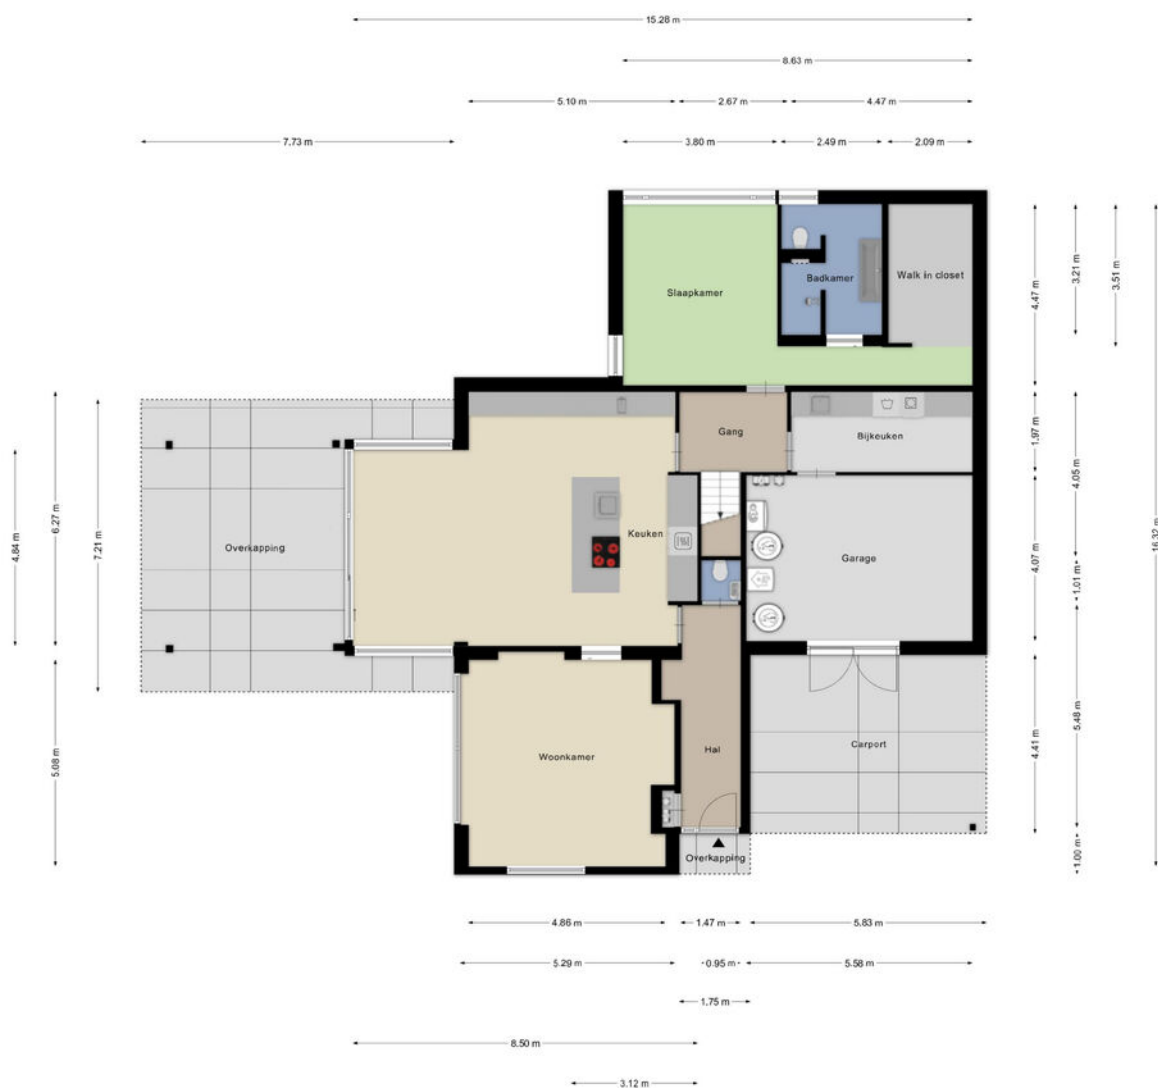 15.28 m
8.63 m
5.10 m
2.67 m
4.47 m
7.73 m
3.80 m
2.49 m
2.09 m
Slaapkamer
Badkamer
Walk in closet
4.47 m
3.21 m
3.51 m
Gang
Bijkeuken
1.97 m
4.05 m
16.32 m
Keuken
Garage
Overkapping
4.84 m
6.27 m
7.21 m
4.07 m
1.01 m
Woonkamer
Hal
Carport
5.08 m
4.41 m
5.48 m
Overkapping
1.00 m
4.86 m
1.47 m
5.83 m
5.29 m
0.95 m
5.58 m
1.75 m
8.50 m
3.12 m